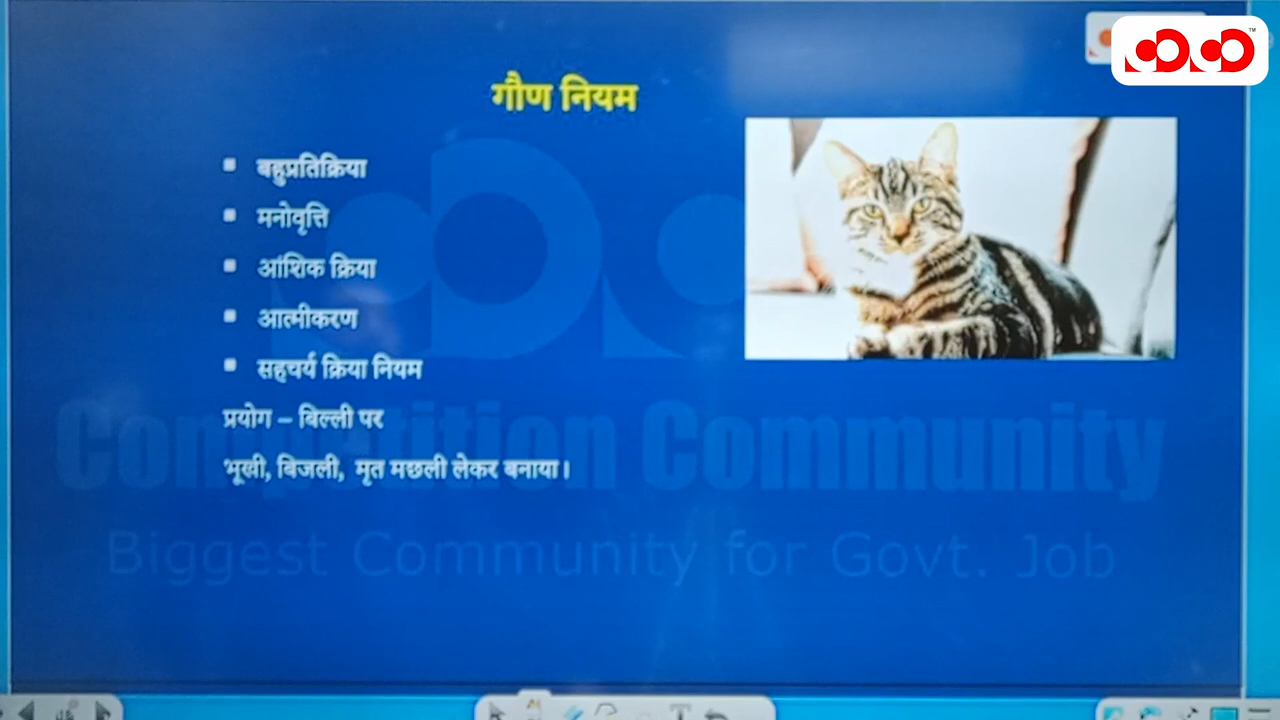 गौण नियम
▪ बहुप्रतिक्रिया
▪ मनोवृत्ति
▪ आंशिक क्रिया
▪ आत्मीकरण
▪ सहचर्य क्रिया नियम
प्रयोग – बिल्ली पर
भूखी, बिजली, मृत मछली लेकर बनाया।
Competition Community
Biggest Community for Govt. Job
TM